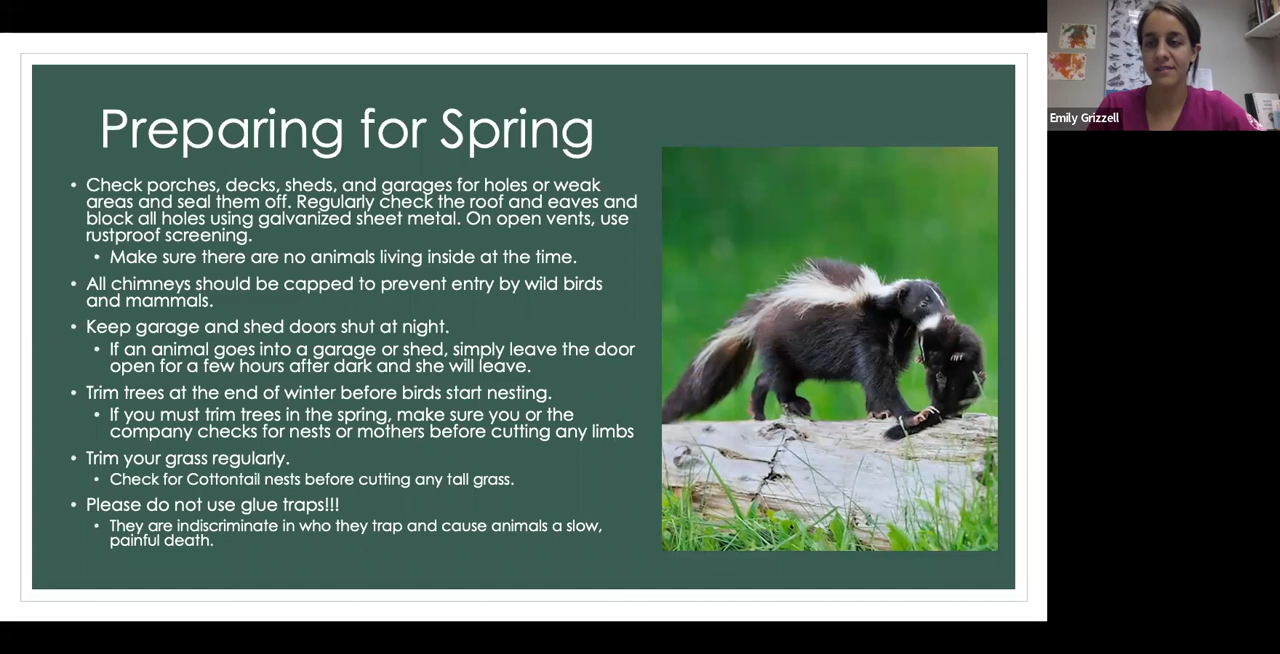 Preparing for Spring
• Check porches, decks, sheds, and garages for holes or weak
areas and seal them off. Regularly check the roof and eaves and
block all holes using galvanized sheet metal. On open vents, use
rustproof screening.
• Make sure there are no animals living inside at the time.
• All chimneys should be capped to prevent entry by wild birds
and mammals.
• Keep garage and shed doors shut at night.
• If an animal goes into a garage or shed, simply leave the door
open for a few hours after dark and she will leave.
• Trim trees at the end of winter before birds start nesting.
• If you must trim trees in the spring, make sure you or the
company checks for nests or mothers before cutting any limbs
• Trim your grass regularly.
• Check for Cottontail nests before cutting any tall grass.
• Please do not use glue traps!!!
• They are indiscriminate in who they trap and cause animals a slow,
painful death.
Emily Grizzell